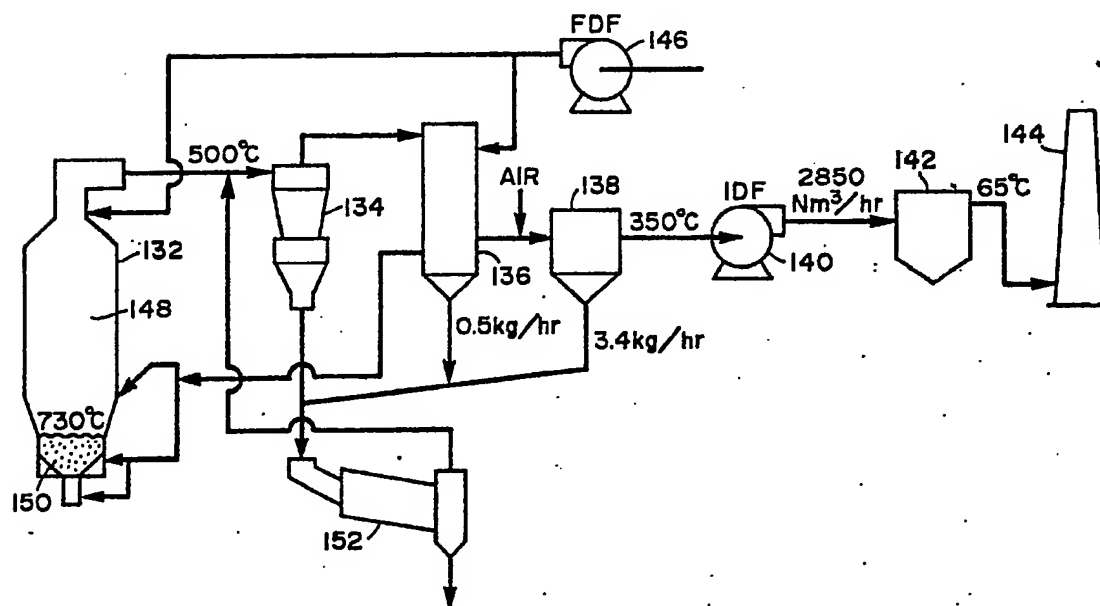 FDF
146
500°C
134
AIR
138
IDF
2850
Nm³/hr
142
144
65°C
132
148
136
350°C
140
0.5kg/hr
3.4kg/hr
730°C
150
152